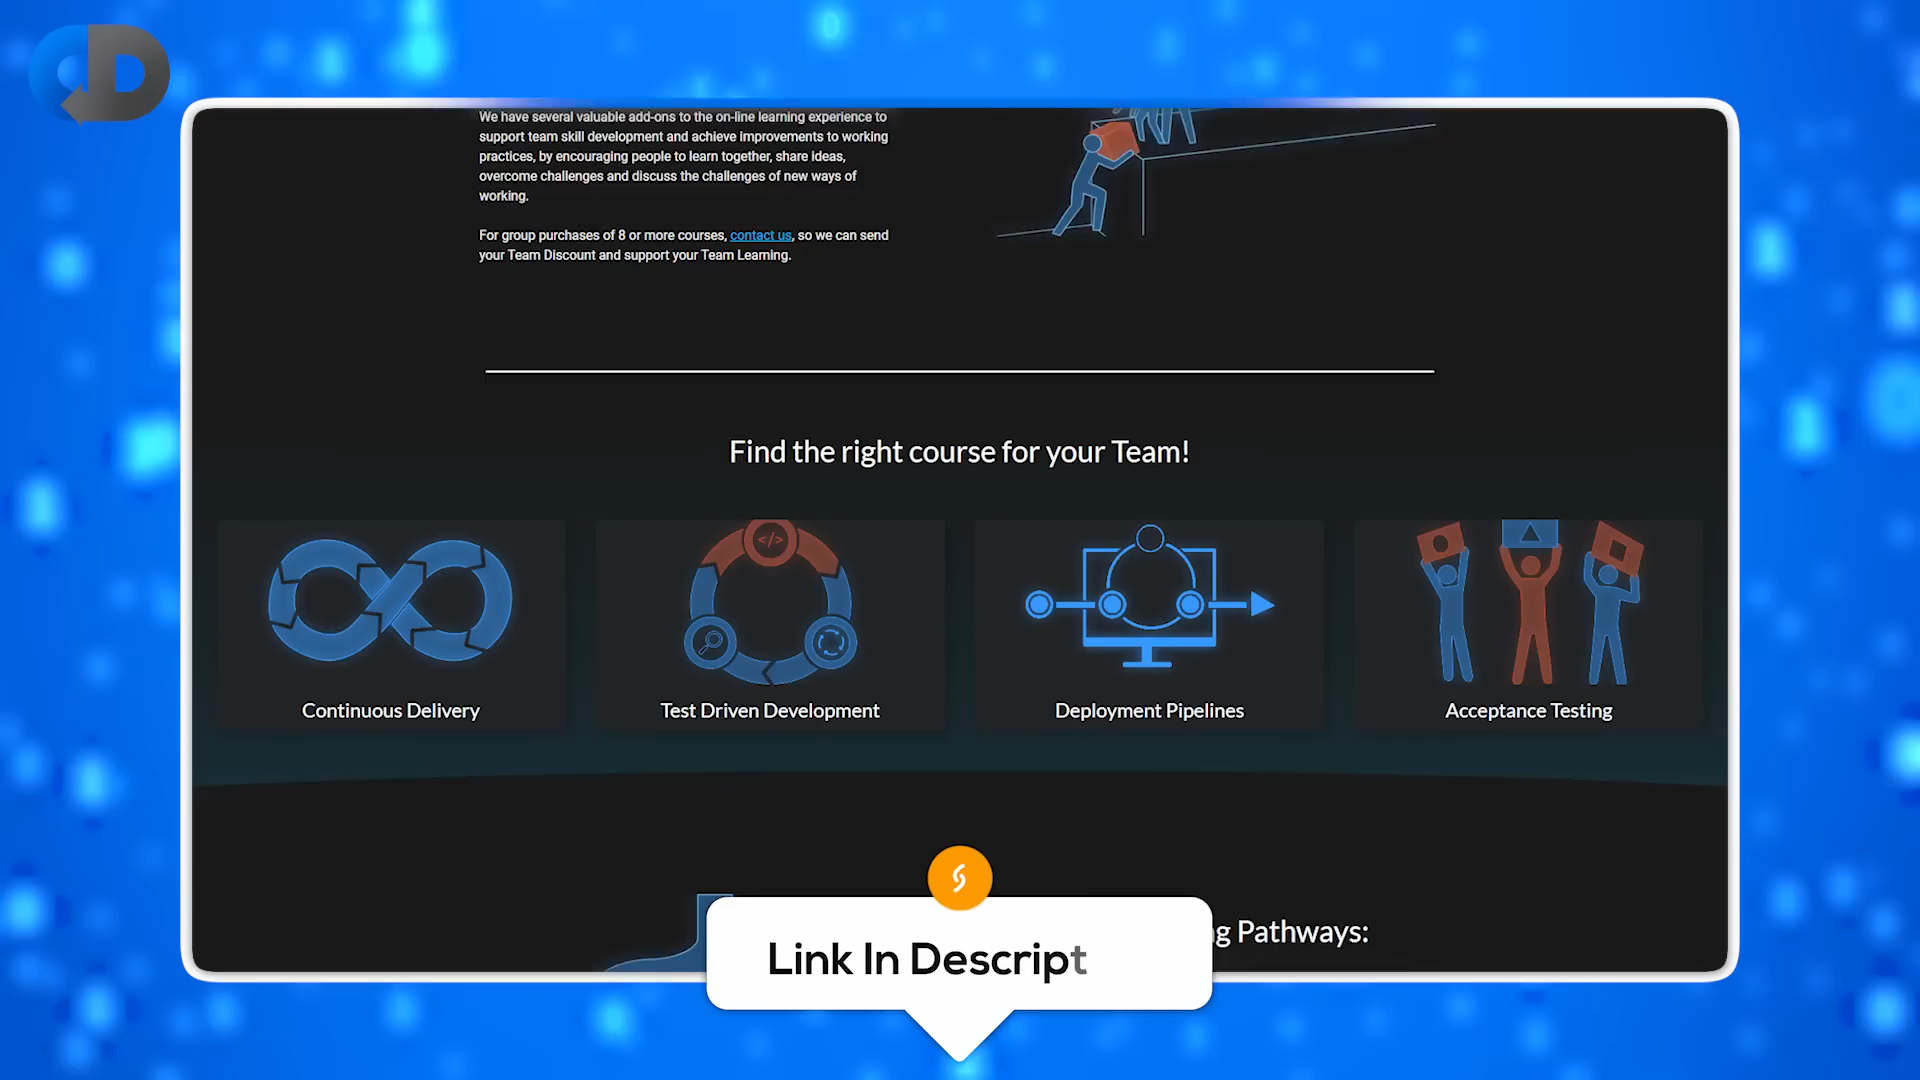 We have several valuable add-ons to the on-line learning experience to
support team skill development and achieve improvements to working
practices, by encouraging people to learn together, share ideas,
overcome challenges and discuss the challenges of new ways of
working.
For group purchases of 8 or more courses, contact us, so we can send
your Team Discount and support your Team Learning.
Find the right course for your Team!
</>
Continuous Delivery
Test Driven Development
Deployment Pipelines
Acceptance Testing
g Pathways:
Link In Descript